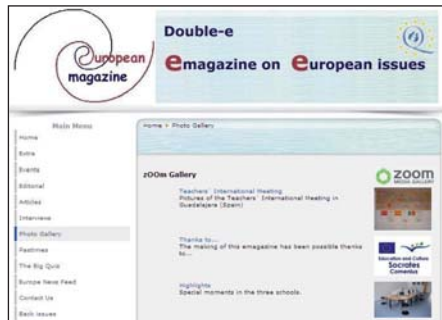 European
magazine
Double-e
emagazine on european issues
Main Menu
Home
Extra
Events
Editorial
Articles
Interviews
Photo Gallery
Pastimes
The Big Quiz
Europe News Feed
Contact Us
Back Issues
Home Photo Gallery
zOOm Gallery
zoom
MEDIA GALLERY
Teachers´ International Meeting
Pictures of the Teachers´ International Meeting in
Guadalajara (Spain)
Thanks to...
The making of this emagazine has been possible thanks
to...
Education and Culture
Socrates
Comenius
Highlights
Special moments in the three schools.